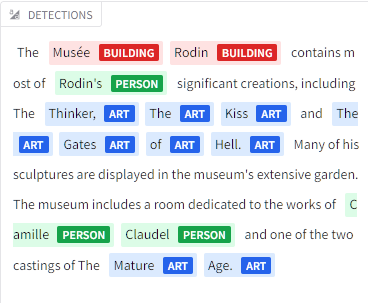 DETECTIONS
The Musée BUILDING Rodin BUILDING contains m
ost of Rodin's PERSON significant creations, including
The Thinker, ART The ART Kiss ART and The
ART Gates ART of ART Hell. ART Many of his
sculptures are displayed in the museum's extensive garden.
The museum includes a room dedicated to the works of C
amille PERSON Claudel PERSON and one of the two
castings of The Mature ART Age. ART